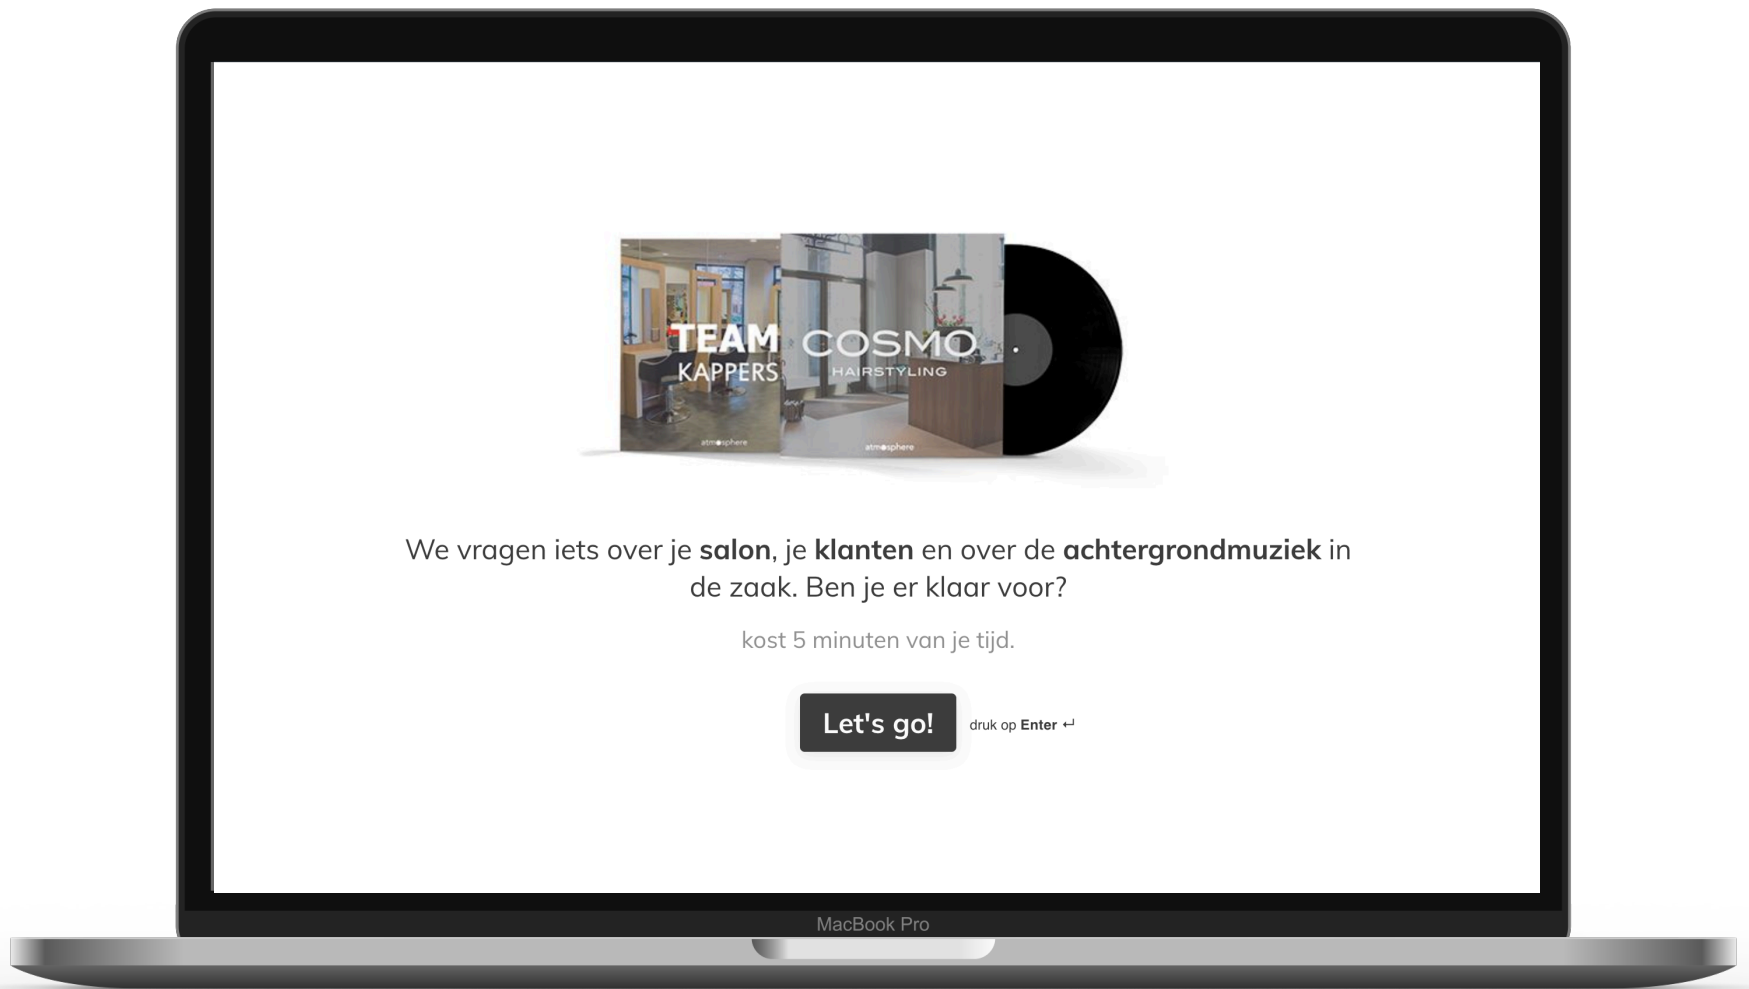 TEAM
KAPPERS
atmosphere
COSMO
HAIRSTYLING
atmosphere
We vragen iets over je salon, je klanten en over de achtergrondmuziek in
de zaak. Ben je er klaar voor?
kost 5 minuten van je tijd.
Let's go!
druk op Enter ↵
MacBook Pro